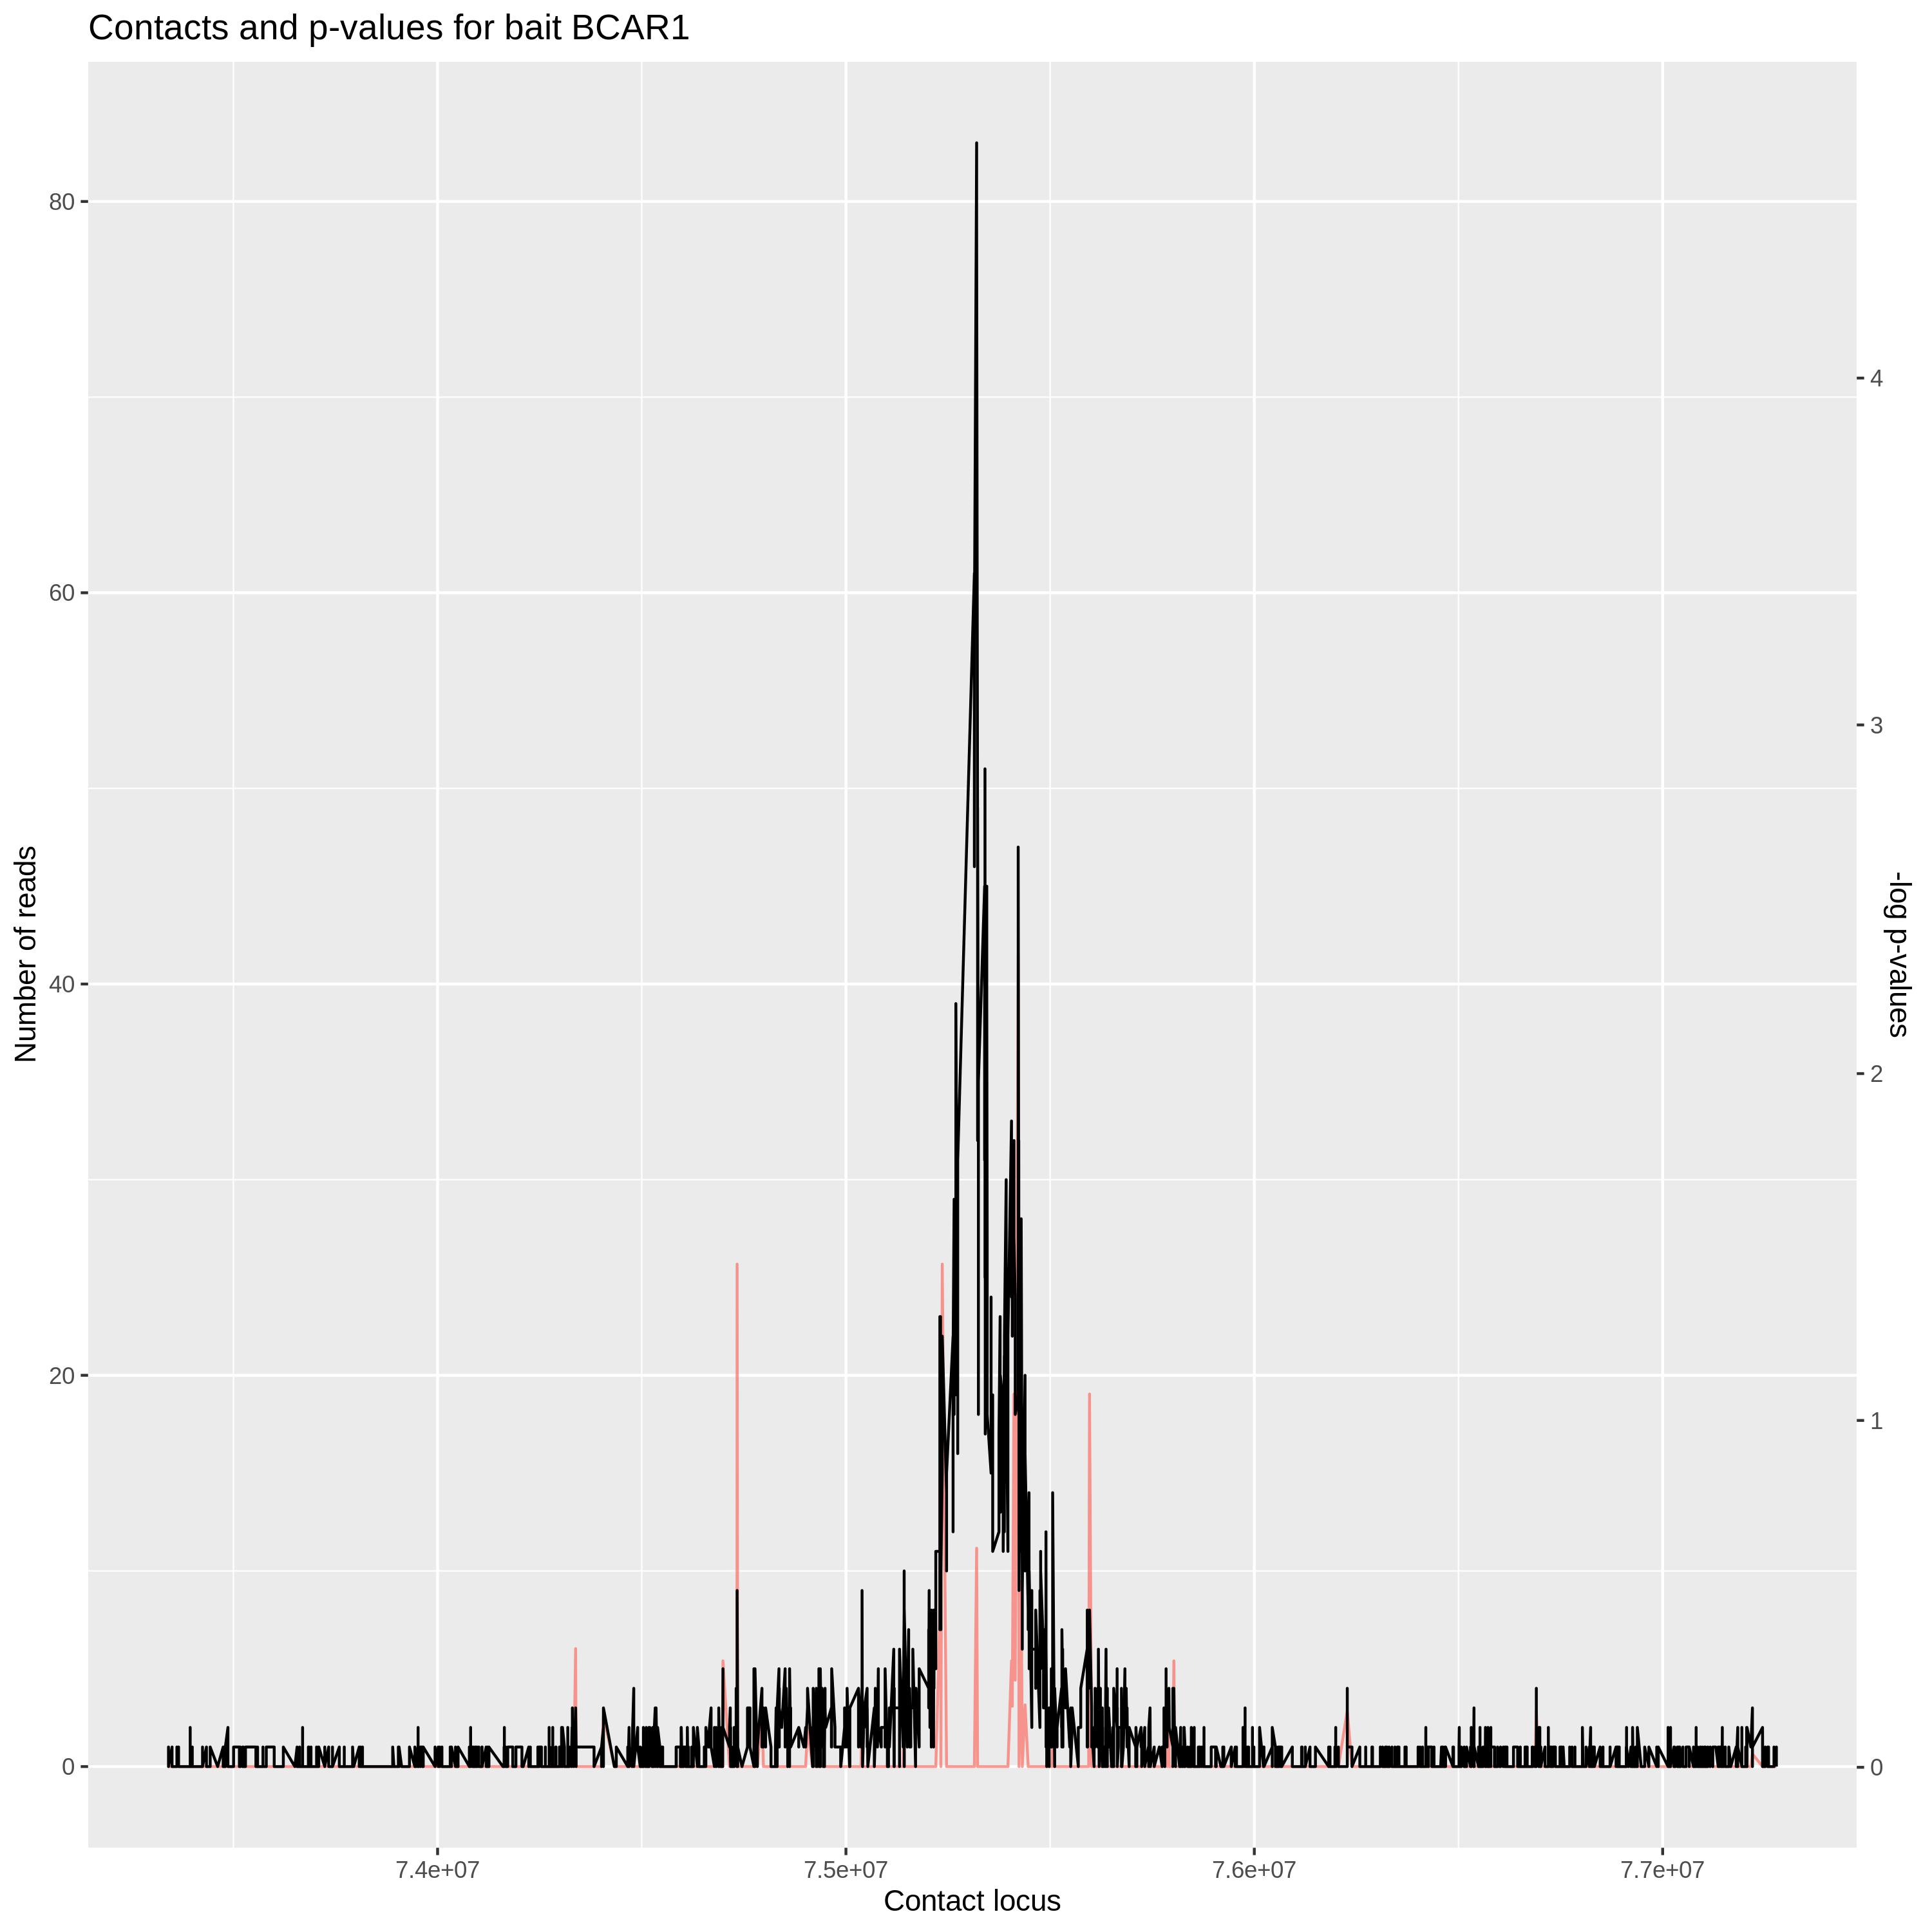 Contacts and p-values for bait BCAR1
80
60
40
20
0
Number of reads
4
3
2
1
0
-log p-values
7.4e+07
7.5e+07
7.6e+07
7.7e+07
Contact locus